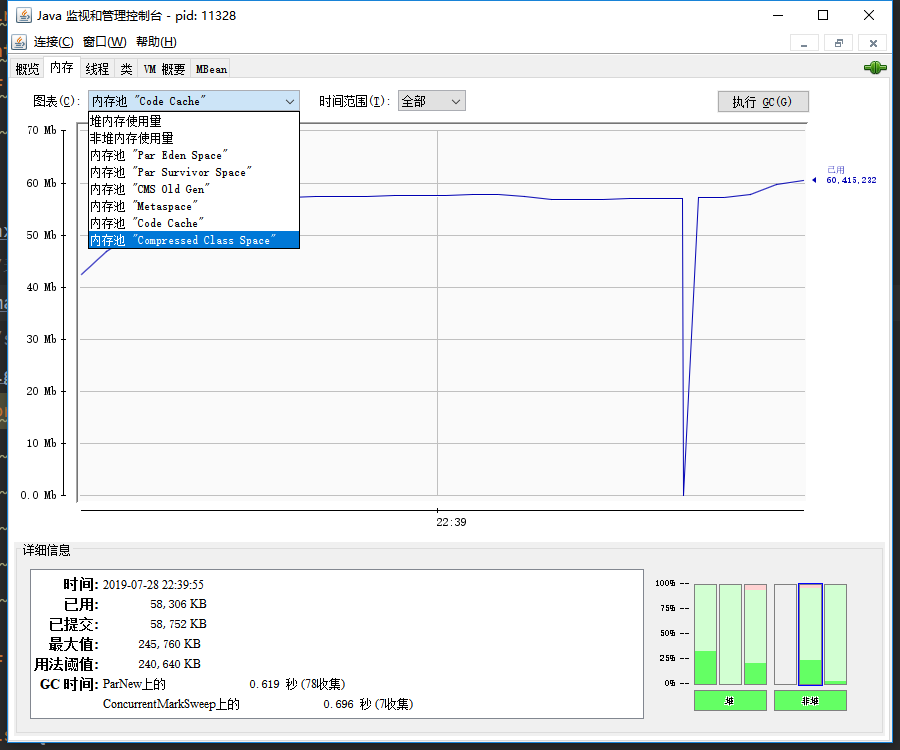 Java 监视和管理控制台 - pid: 11328
连接(C) 窗口(W) 帮助(H)
概览 内存 线程 类 VM 概要 MBean
图表(C): 内存池 "Code Cache" 时间范围(T): 全部 执行 GC(G)
堆内存使用量
非堆内存使用量
内存池 "Par Eden Space"
内存池 "Par Survivor Space"
内存池 "CMS Old Gen"
内存池 "Metaspace"
内存池 "Code Cache"
内存池 "Compressed Class Space"
70 Mb
60 Mb
50 Mb
40 Mb
30 Mb
20 Mb
10 Mb
0.0 Mb
已用
60,415,232
22:39
详细信息
时间: 2019-07-28 22:39:55
已用: 58,306 KB
已提交: 58,752 KB
最大值: 245,760 KB
用法阈值: 240,640 KB
GC 时间: ParNew上的 0.619 秒 (78收集)
ConcurrentMarkSweep上的 0.696 秒 (7收集)
100% --
75% --
50% --
25% --
0% --
堆 非堆